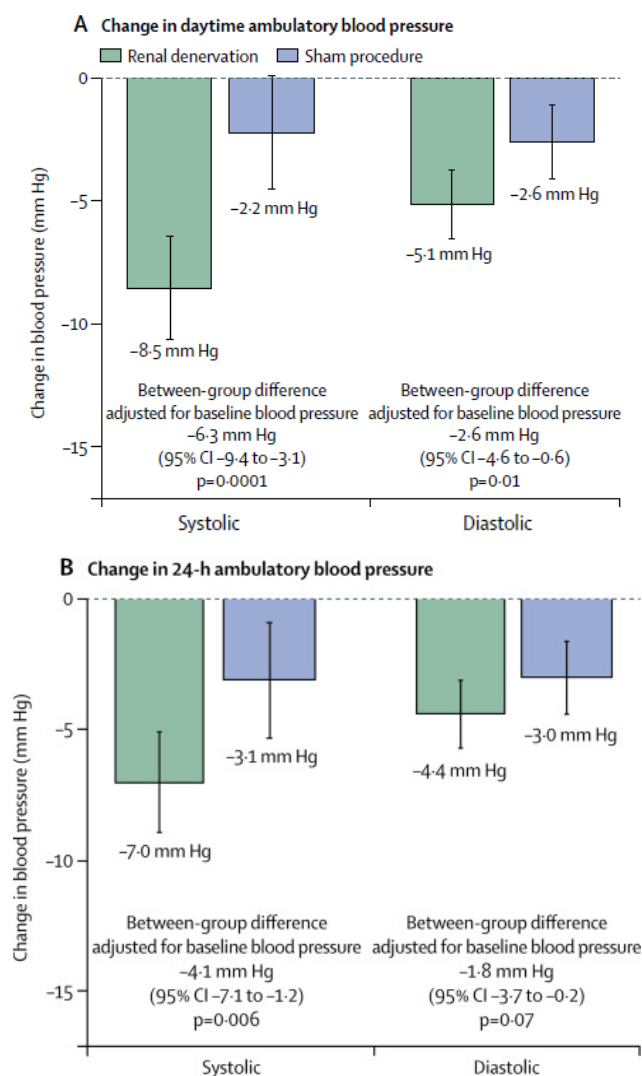 A Change in daytime ambulatory blood pressure
Renal denervation Sham procedure
Change in blood pressure (mm Hg)
0
−5
−10
−15
−8·5 mm Hg
−2·2 mm Hg
−5·1 mm Hg
−2·6 mm Hg
Between-group difference
adjusted for baseline blood pressure
−6·3 mm Hg
(95% CI −9·4 to −3·1)
p=0·0001
Between-group difference
adjusted for baseline blood pressure
−2·6 mm Hg
(95% CI −4·6 to −0·6)
p=0·01
Systolic Diastolic
B Change in 24-h ambulatory blood pressure
Change in blood pressure (mm Hg)
0
−5
−10
−15
−7·0 mm Hg
−3·1 mm Hg
−4·4 mm Hg
−3·0 mm Hg
Between-group difference
adjusted for baseline blood pressure
−4·1 mm Hg
(95% CI −7·1 to −1·2)
p=0·006
Between-group difference
adjusted for baseline blood pressure
−1·8 mm Hg
(95% CI −3·7 to −0·2)
p=0·07
Systolic Diastolic